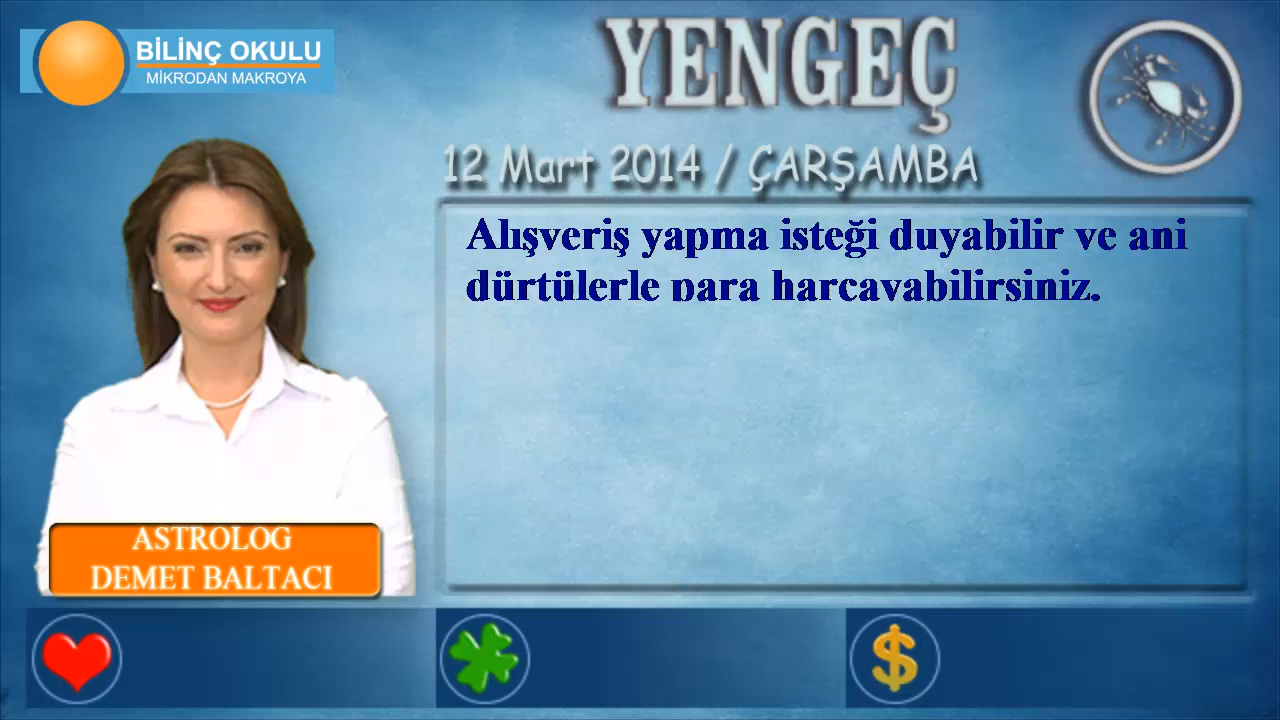 BİLİNÇ OKULU
MİKRODAN MAKROYA
YENGEÇ
12 Mart 2014 / ÇARŞAMBA
Alışveriş yapma isteği duyabilir ve ani
dürtülerle para harcayabilirsiniz.
ASTROLOG
DEMET BALTACI